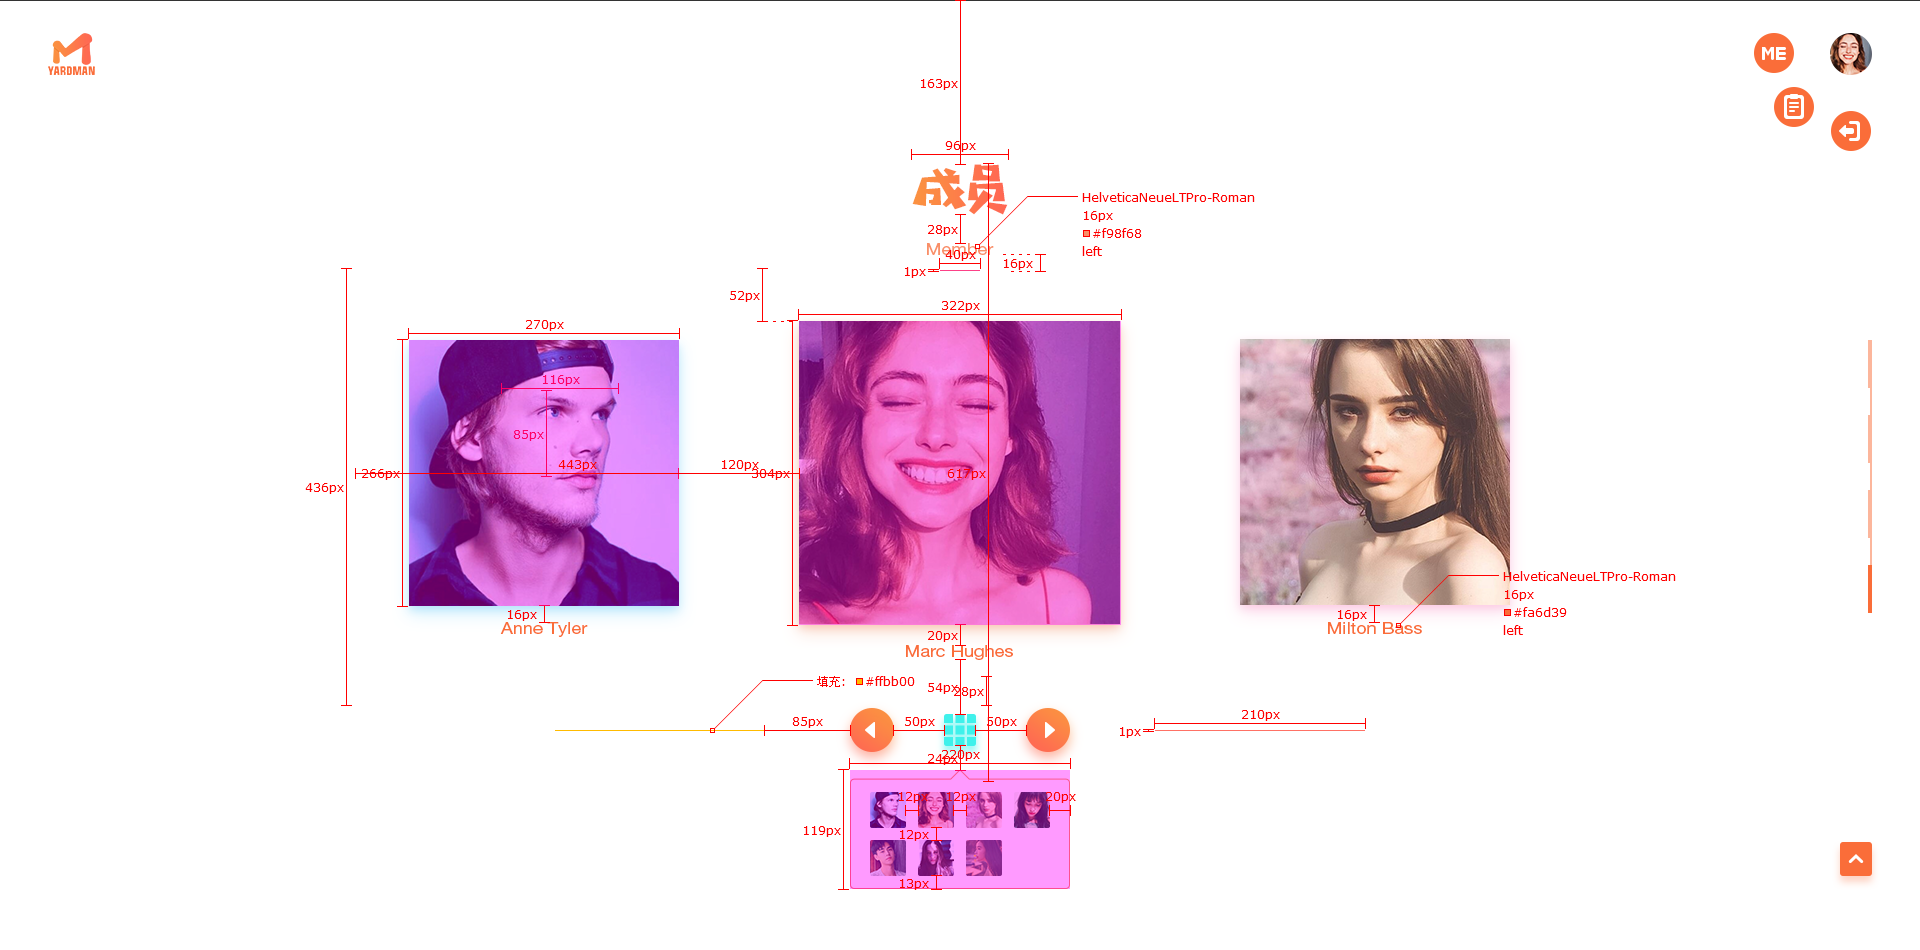 YARDMAN
ME
163px
96px
成员
HelveticaNeueLTPro-Roman
16px
#f98f68
left
28px
Member
40px
16px
1px
52px
322px
270px
116px
85px
443px
266px
120px
304px
617px
436px
HelveticaNeueLTPro-Roman
16px
#fa6d39
left
16px
Anne Tyler
16px
Milton Bass
20px
Marc Hughes
填充: #ffbb00
54px
28px
85px
50px
50px
210px
1px
220px
24px
12px
12px
20px
119px
12px
13px